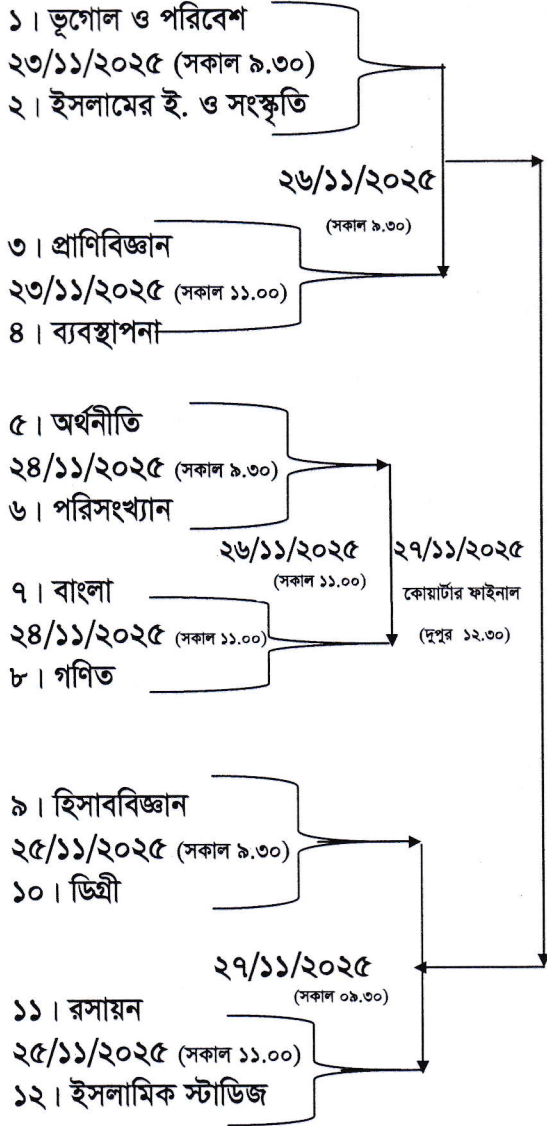 ১। ভূগোল ও পরিবেশ
২৩/১১/২০২৫ (সকাল ৯.৩০)
২। ইসলামের ই. ও সংস্কৃতি
২৬/১১/২০২৫
(সকাল ৯.৩০)
৩। প্রাণিবিজ্ঞান
২৩/১১/২০২৫ (সকাল ১১.০০)
৪। ব্যবস্থাপনা
৫। অর্থনীতি
২৪/১১/২০২৫ (সকাল ৯.৩০)
৬। পরিসংখ্যান
২৬/১১/২০২৫
(সকাল ১১.০০)
২৭/১১/২০২৫
কোয়ার্টার ফাইনাল
(দুপুর ১২.৩০)
৭। বাংলা
২৪/১১/২০২৫ (সকাল ১১.০০)
৮। গণিত
৯। হিসাববিজ্ঞান
২৫/১১/২০২৫ (সকাল ৯.৩০)
১০। ডিগ্রী
২৭/১১/২০২৫
(সকাল ০৯.৩০)
১১। রসায়ন
২৫/১১/২০২৫ (সকাল ১১.০০)
১২। ইসলামিক স্টাডিজ